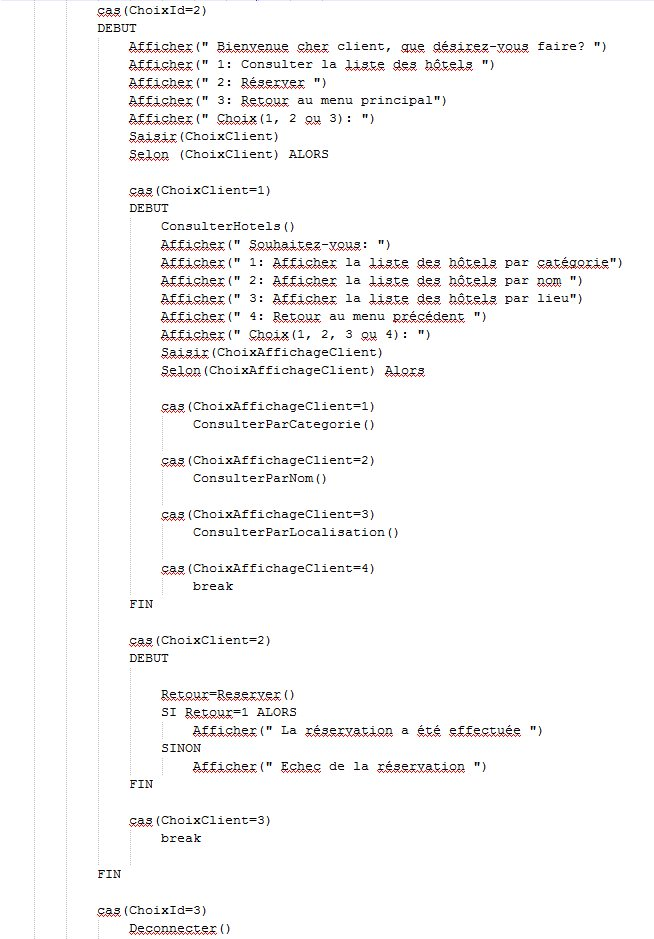 cas(ChoixId=2)
DEBUT
Afficher(" Bienvenue cher client, que désirez-vous faire? ")
Afficher(" 1: Consulter la liste des hôtels ")
Afficher(" 2: Réserver ")
Afficher(" 3: Retour au menu principal")
Afficher(" Choix(1, 2 ou 3): ")
Saisir(ChoixClient)
Selon (ChoixClient) ALORS
cas(ChoixClient=1)
DEBUT
ConsulterHotels()
Afficher(" Souhaitez-vous: ")
Afficher(" 1: Afficher la liste des hôtels par catégorie")
Afficher(" 2: Afficher la liste des hôtels par nom ")
Afficher(" 3: Afficher la liste des hôtels par lieu")
Afficher(" 4: Retour au menu précédent ")
Afficher(" Choix(1, 2, 3 ou 4): ")
Saisir(ChoixAffichageClient)
Selon(ChoixAffichageClient) Alors
cas(ChoixAffichageClient=1)
ConsulterParCategorie()
cas(ChoixAffichageClient=2)
ConsulterParNom()
cas(ChoixAffichageClient=3)
ConsulterParLocalisation()
cas(ChoixAffichageClient=4)
break
FIN
cas(ChoixClient=2)
DEBUT
Retour=Reserver()
SI Retour=1 ALORS
Afficher(" La réservation a été effectuée ")
SINON
Afficher(" Echec de la réservation ")
FIN
cas(ChoixClient=3)
break
FIN
cas(ChoixId=3)
Deconnecter()